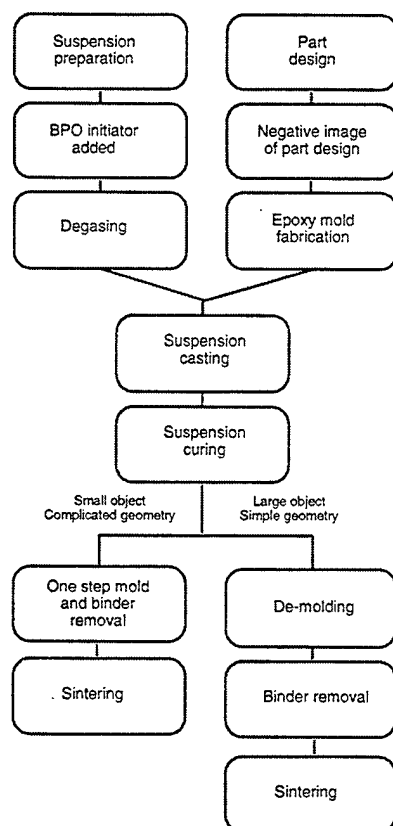 Suspension
preparation
Part
design
BPO initiator
added
Negative image
of part design
Degasing
Epoxy mold
fabrication
Suspension
casting
Suspension
curing
Small object
Complicated geometry
Large object
Simple geometry
One step mold
and binder
removal
De-molding
Sintering
Binder removal
Sintering